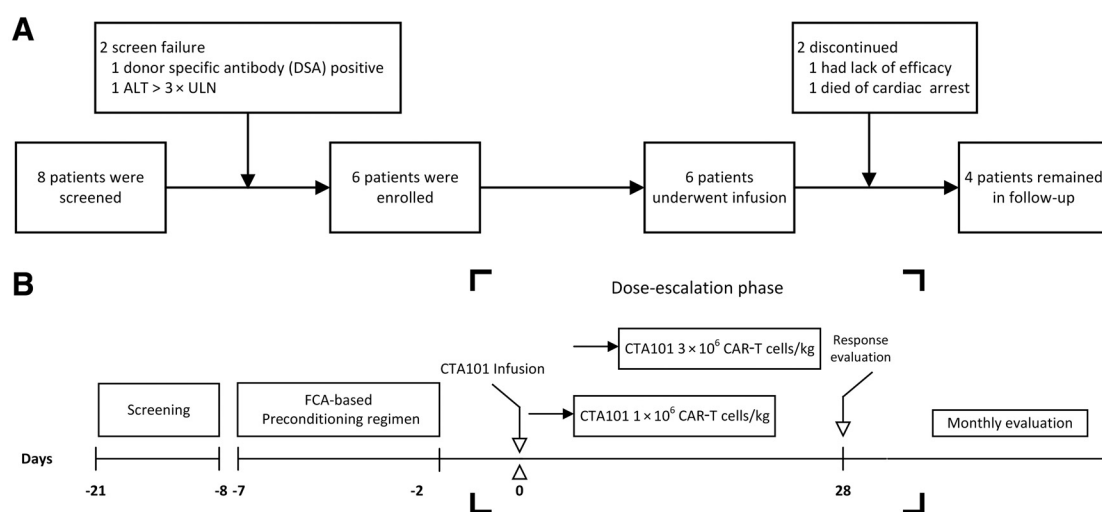 A
2 screen failure
1 donor specific antibody (DSA) positive
1 ALT > 3 × ULN
2 discontinued
1 had lack of efficacy
1 died of cardiac arrest
8 patients were
screened
6 patients were
enrolled
6 patients
underwent infusion
4 patients remained
in follow-up
B
Dose-escalation phase
CTA101 3 × 10⁶ CAR-T cells/kg
Response
evaluation
CTA101 Infusion
Screening
FCA-based
Preconditioning regimen
CTA101 1 × 10⁶ CAR-T cells/kg
Monthly evaluation
Days
-21 -8 -7 -2 0 28